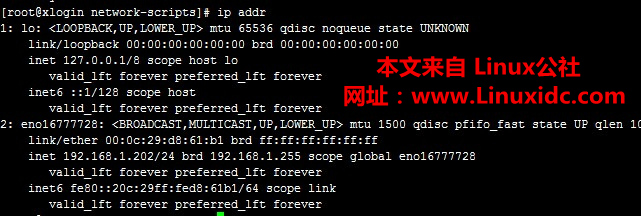 [root@xlogin network-scripts]# ip addr
1: lo: <LOOPBACK,UP,LOWER_UP> mtu 65536 qdisc noqueue state UNKNOWN
link/loopback 00:00:00:00:00:00 brd 00:00:00:00:00:00
inet 127.0.0.1/8 scope host lo
valid_lft forever preferred_lft forever
inet6 ::1/128 scope host
valid_lft forever preferred_lft forever
本文来自 Linux公社
网址：www.Linuxidc.com
2: eno16777728: <BROADCAST,MULTICAST,UP,LOWER_UP> mtu 1500 qdisc pfifo_fast state UP qlen 10
link/ether 00:0c:29:d8:61:b1 brd ff:ff:ff:ff:ff:ff
inet 192.168.1.202/24 brd 192.168.1.255 scope global eno16777728
valid_lft forever preferred_lft forever
inet6 fe80::20c:29ff:fed8:61b1/64 scope link
valid_lft forever preferred_lft forever